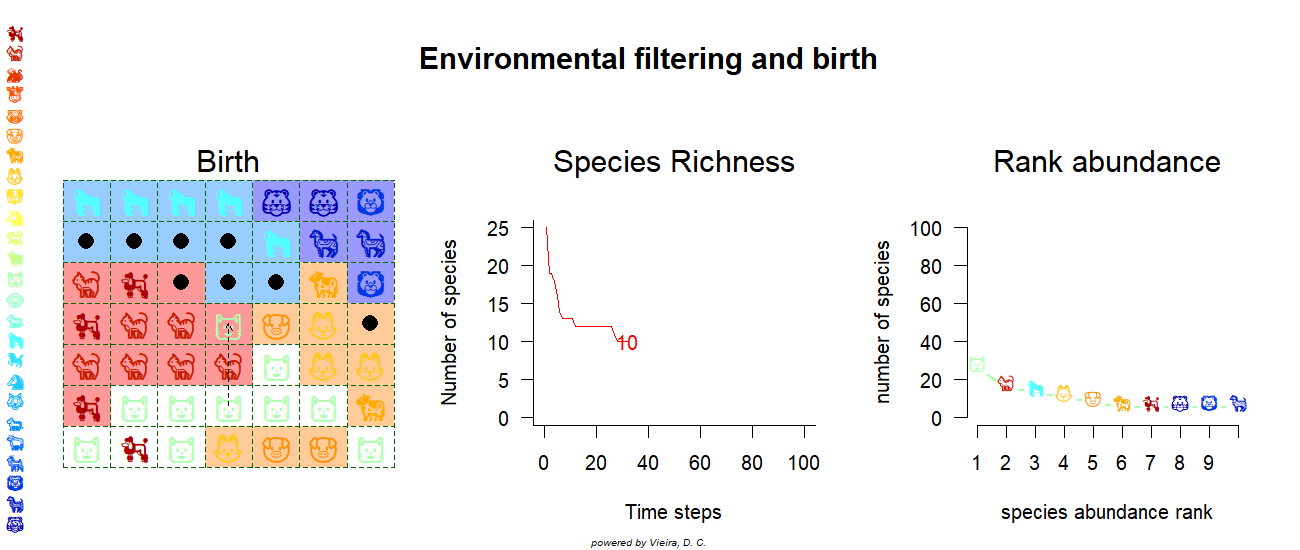 Environmental filtering and birth
Birth
Species Richness
Rank abundance
Number of species
25
20
15
10
5
0
10
0 20 40 60 80 100
Time steps
number of species
100
80
60
40
20
0
1 2 3 4 5 6 7 8 9
species abundance rank
powered by Vieira, D. C.